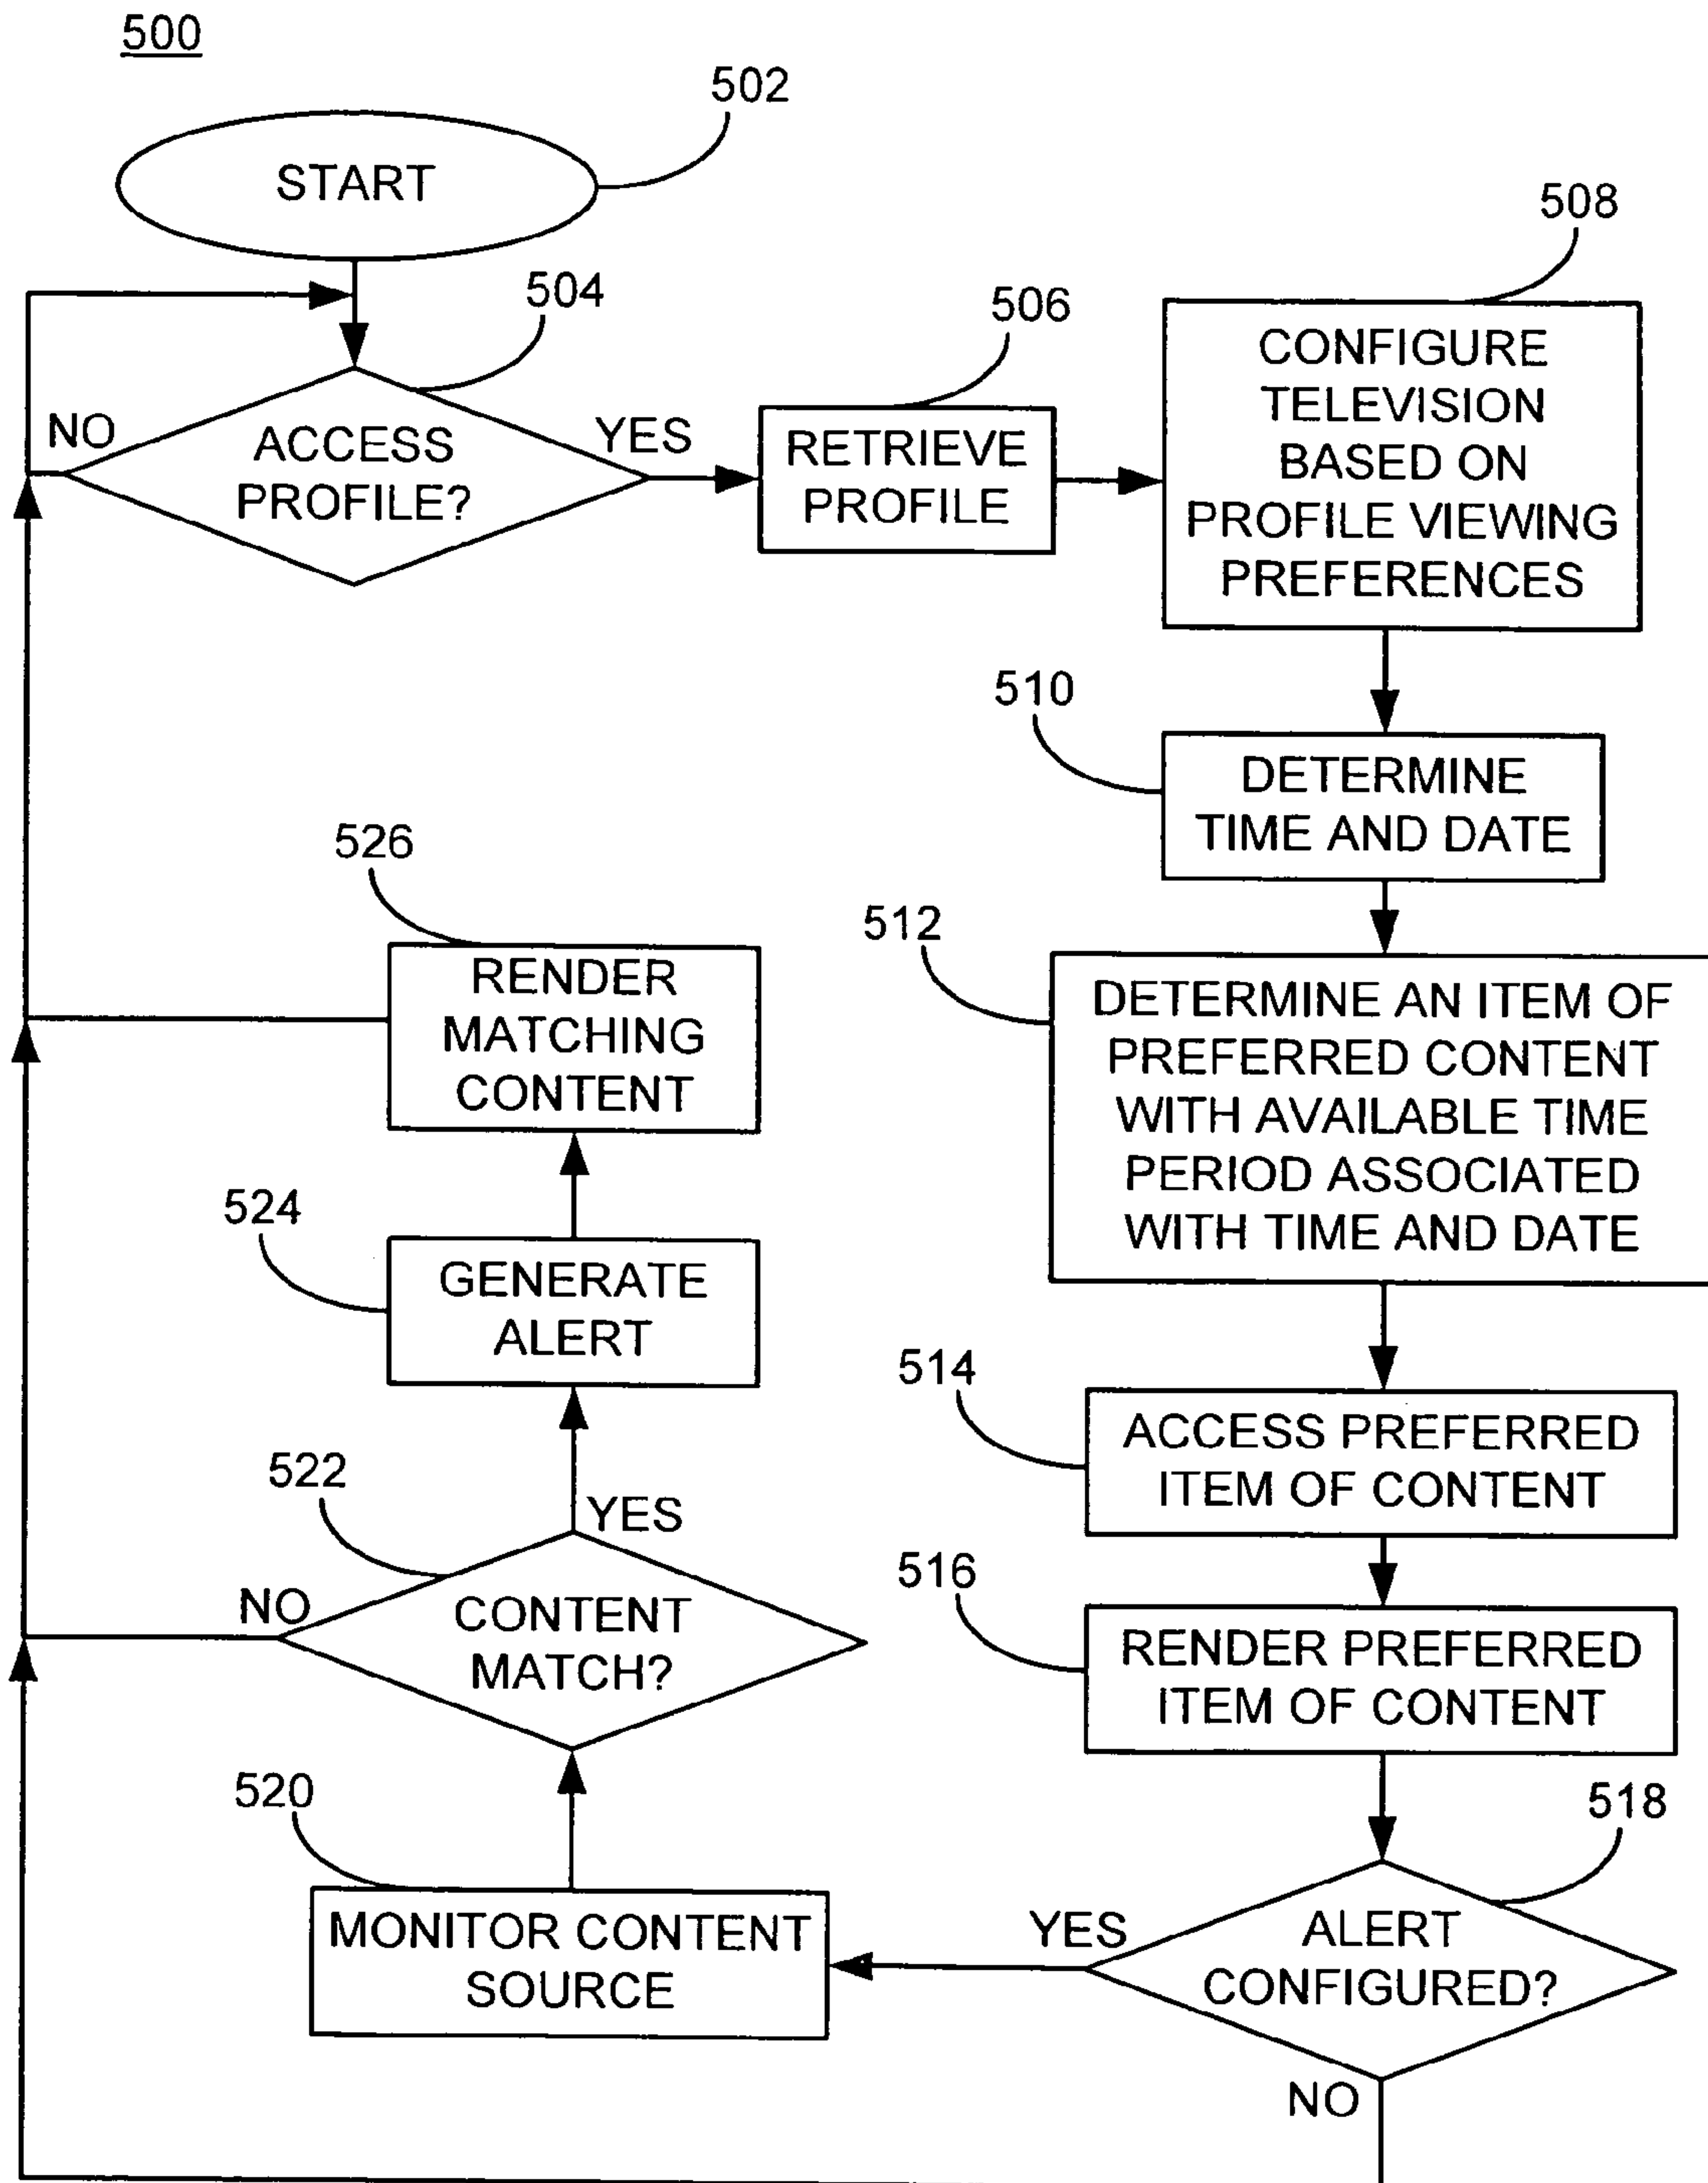 500
502
START
504
NO
ACCESS
PROFILE?
YES
506
RETRIEVE
PROFILE
508
CONFIGURE
TELEVISION
BASED ON
PROFILE VIEWING
PREFERENCES
510
DETERMINE
TIME AND DATE
512
DETERMINE AN ITEM OF
PREFERRED CONTENT
WITH AVAILABLE TIME
PERIOD ASSOCIATED
WITH TIME AND DATE
514
ACCESS PREFERRED
ITEM OF CONTENT
516
RENDER PREFERRED
ITEM OF CONTENT
518
ALERT
CONFIGURED?
YES
NO
520
MONITOR CONTENT
SOURCE
522
CONTENT
MATCH?
NO
YES
524
GENERATE
ALERT
526
RENDER
MATCHING
CONTENT